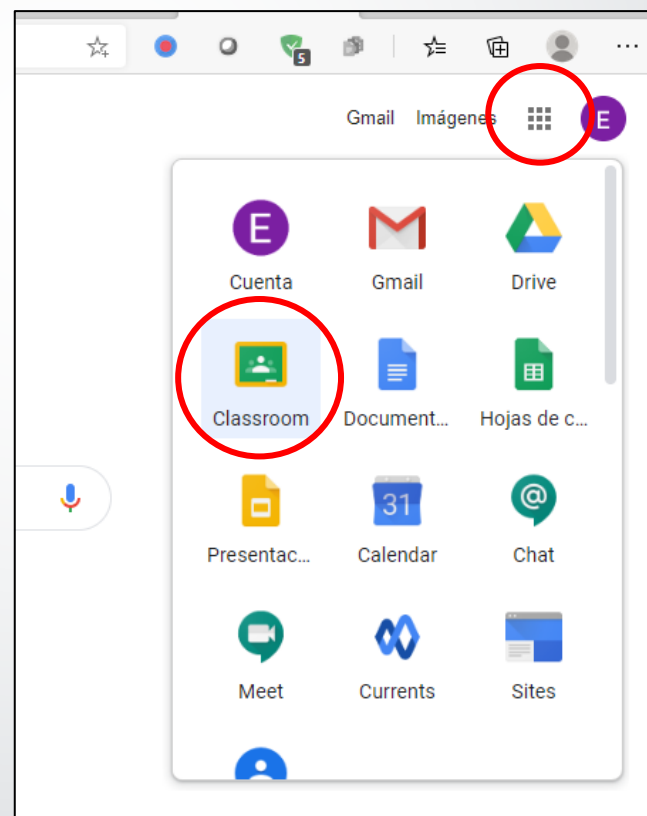 5
Gmail Imágenes E
E
Cuenta Gmail Drive
Classroom Document... Hojas de c...
31
@
Presentac... Calendar Chat
Meet Currents Sites